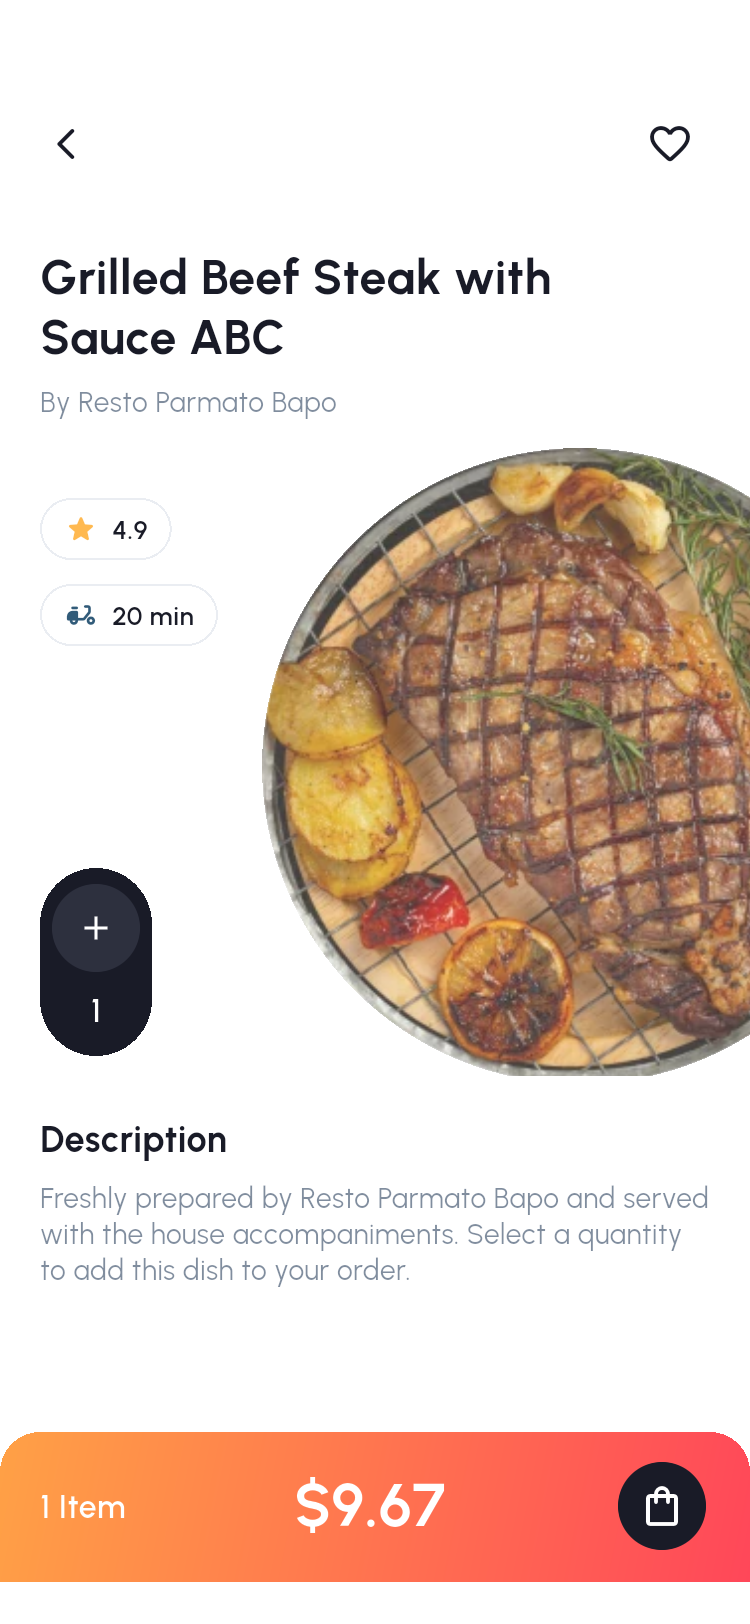 Grilled Beef Steak with
Sauce ABC
By Resto Parmato Bapo
4.9
20 min
+
1
Description
Freshly prepared by Resto Parmato Bapo and served
with the house accompaniments. Select a quantity
to add this dish to your order.
1 Item
$9.67